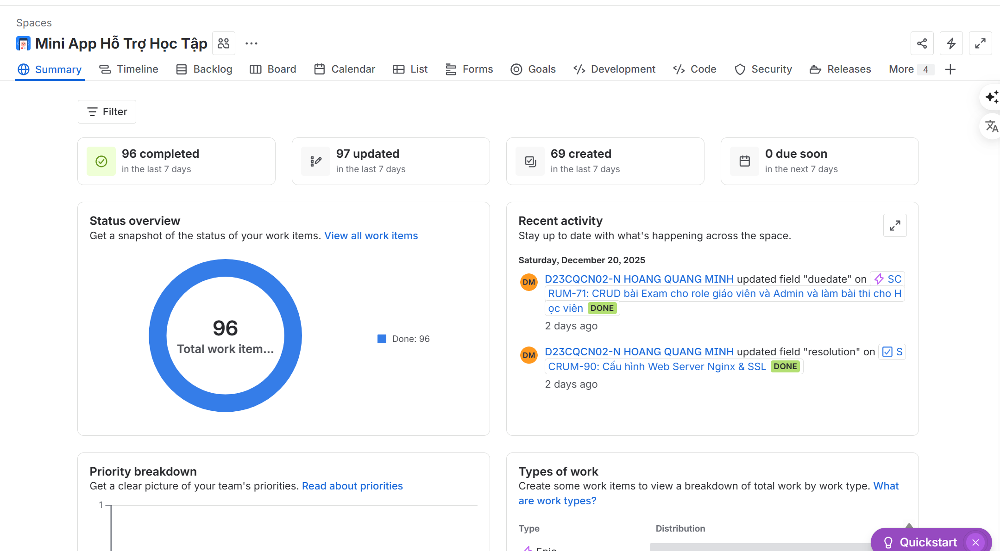 Spaces
Mini App Hỗ Trợ Học Tập
Summary Timeline Backlog Board Calendar List Forms Goals Development Code Security Releases More 4
Filter
96 completed
in the last 7 days
97 updated
in the last 7 days
69 created
in the last 7 days
0 due soon
in the next 7 days
Status overview
Get a snapshot of the status of your work items. View all work items
96
Total work item...
Done: 96
Recent activity
Stay up to date with what's happening across the space.
Saturday, December 20, 2025
DM
D23CQCN02-N HOANG QUANG MINH updated field "duedate" on SC
RUM-71: CRUD bài Exam cho role giáo viên và Admin và làm bài thi cho H
ọc viên DONE
2 days ago
DM
D23CQCN02-N HOANG QUANG MINH updated field "resolution" on S
CRUM-90: Cấu hình Web Server Nginx & SSL DONE
2 days ago
Priority breakdown
Get a clear picture of your team's priorities. Read about priorities
1
Types of work
Create some work items to view a breakdown of total work by work type. What
are work types?
Type Distribution
Epic
Quickstart